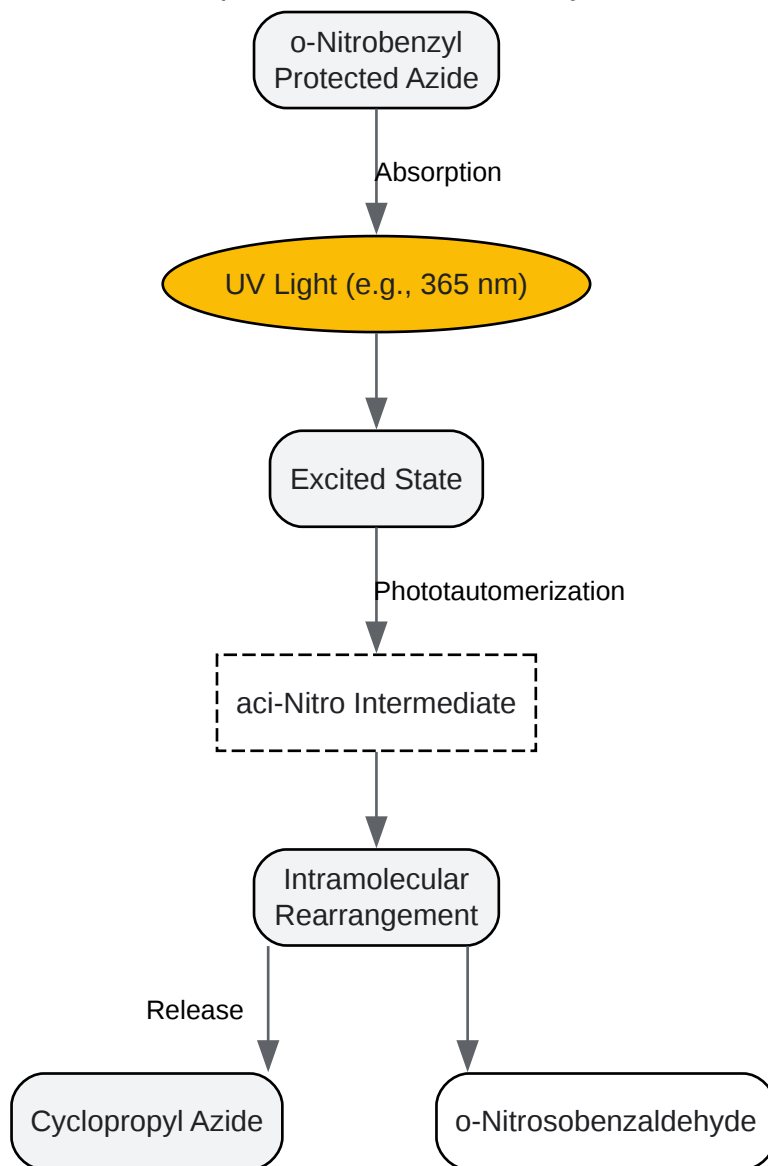 o-Nitrobenzyl
Protected Azide
Absorption
UV Light (e.g., 365 nm)
Excited State
Phototautomerization
aci-Nitro Intermediate
Intramolecular
Rearrangement
Release
Cyclopropyl Azide
o-Nitrosobenzaldehyde